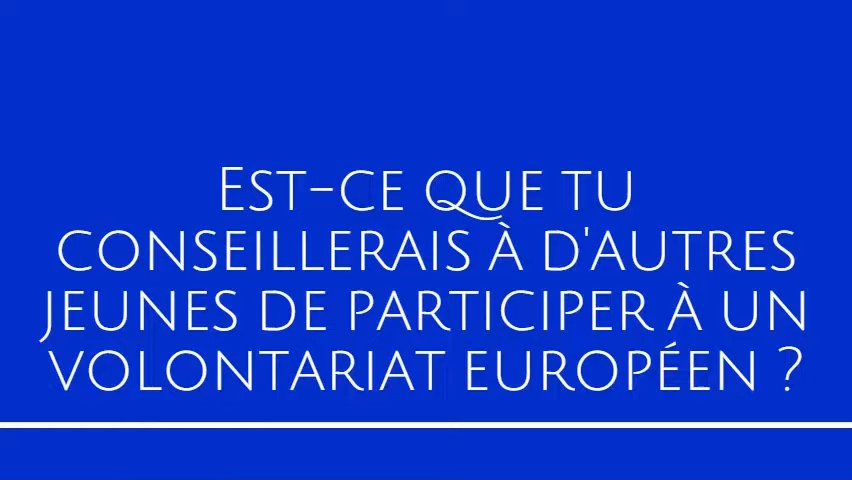 Est-ce que tu
conseillerais à d'autres
jeunes de participer à un
volontariat européen ?